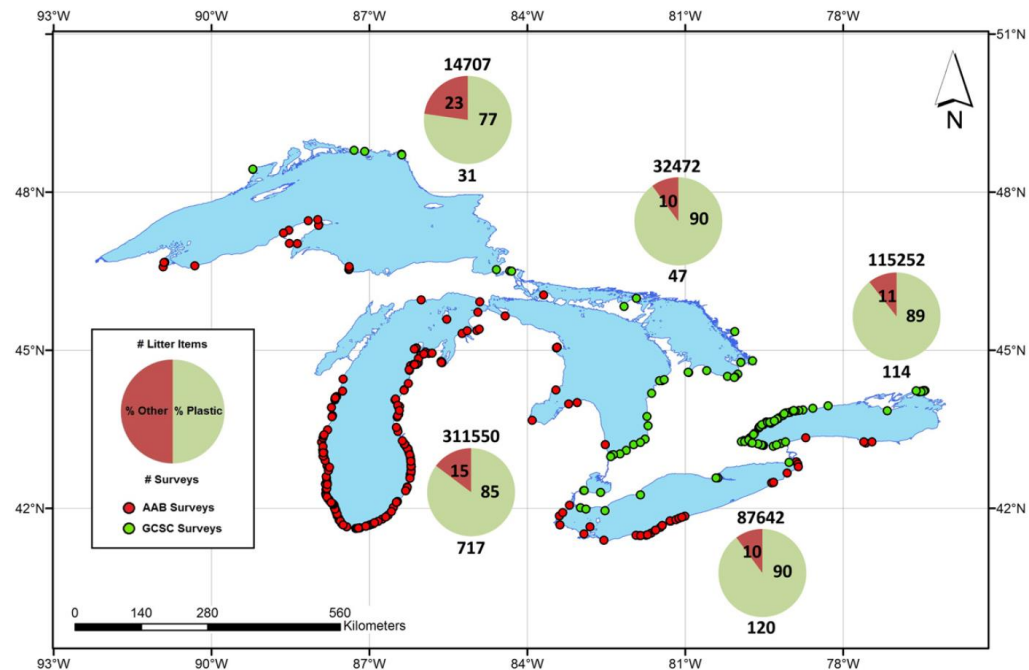 93°W 90°W 87°W 84°W 81°W 78°W
51°N
14707
23 77
31
N
32472
10 90
47
48°N 48°N
115252
11 89
114
45°N 45°N
# Litter Items
% Other % Plastic
# Surveys
AAB Surveys
GCSC Surveys
311550
15 85
717
42°N 42°N
87642
10 90
120
0 140 280 560
Kilometers
93°W 90°W 87°W 84°W 81°W 78°W